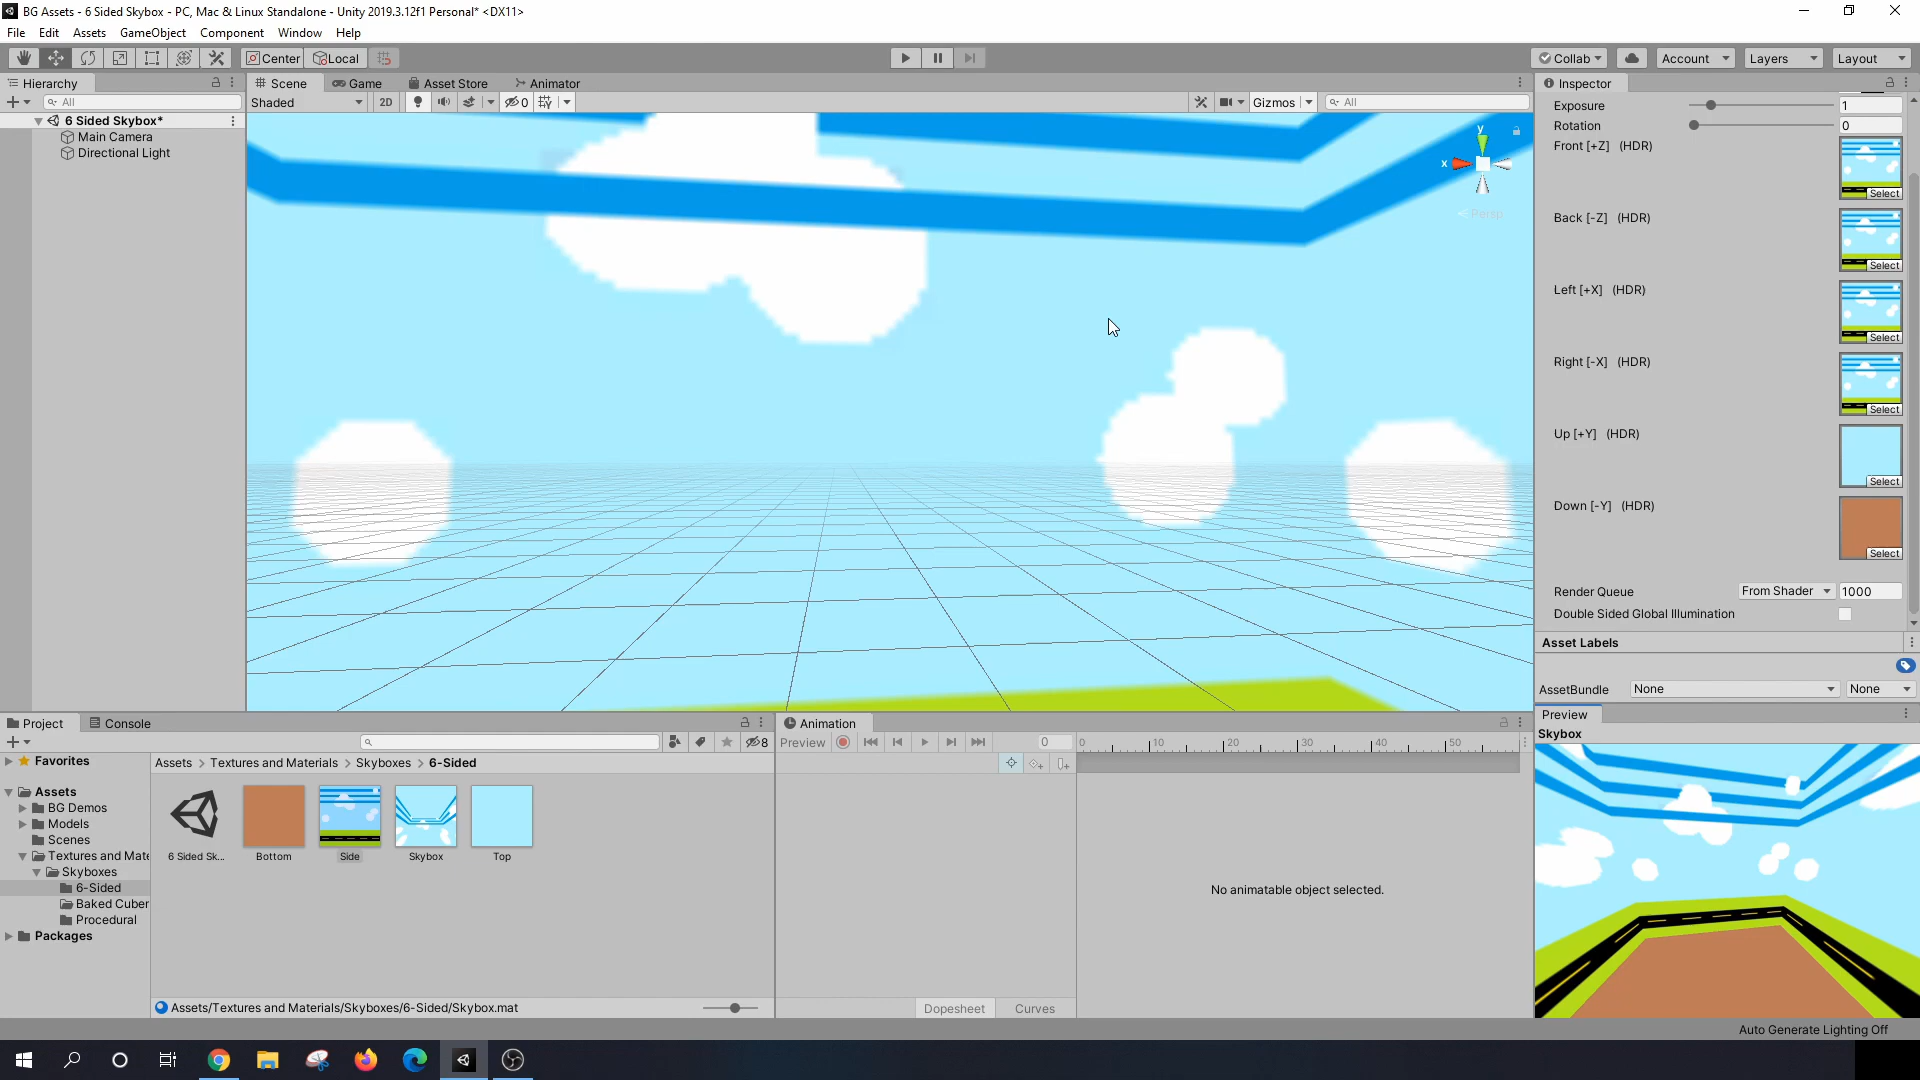 BG Assets - 6 Sided Skybox - PC, Mac & Linux Standalone - Unity 2019.3.12f1 Personal* <DX11>
File Edit Assets GameObject Component Window Help
Center Local Collab Account Layers Layout
Hierarchy
All
6 Sided Skybox*
Main Camera
Directional Light
Scene Game Asset Store Animator
Shaded 2D 0 Gizmos All
y
x
Persp
Inspector
Exposure 1
Rotation 0
Front [+Z] (HDR)
Select
Back [-Z] (HDR)
Select
Left [+X] (HDR)
Select
Right [-X] (HDR)
Select
Up [+Y] (HDR)
Select
Down [-Y] (HDR)
Select
Render Queue From Shader 1000
Double Sided Global Illumination
Asset Labels
AssetBundle None None
Preview
Skybox
Project Console
8
Favorites
Assets
BG Demos
Models
Scenes
Textures and Mate
Skyboxes
6-Sided
Baked Cuber
Procedural
Packages
Assets > Textures and Materials > Skyboxes > 6-Sided
6 Sided Sk... Bottom Side Skybox Top
Assets/Textures and Materials/Skyboxes/6-Sided/Skybox.mat
Animation
Preview 0 0 10 20 30 40 50
No animatable object selected.
Dopesheet Curves
Auto Generate Lighting Off